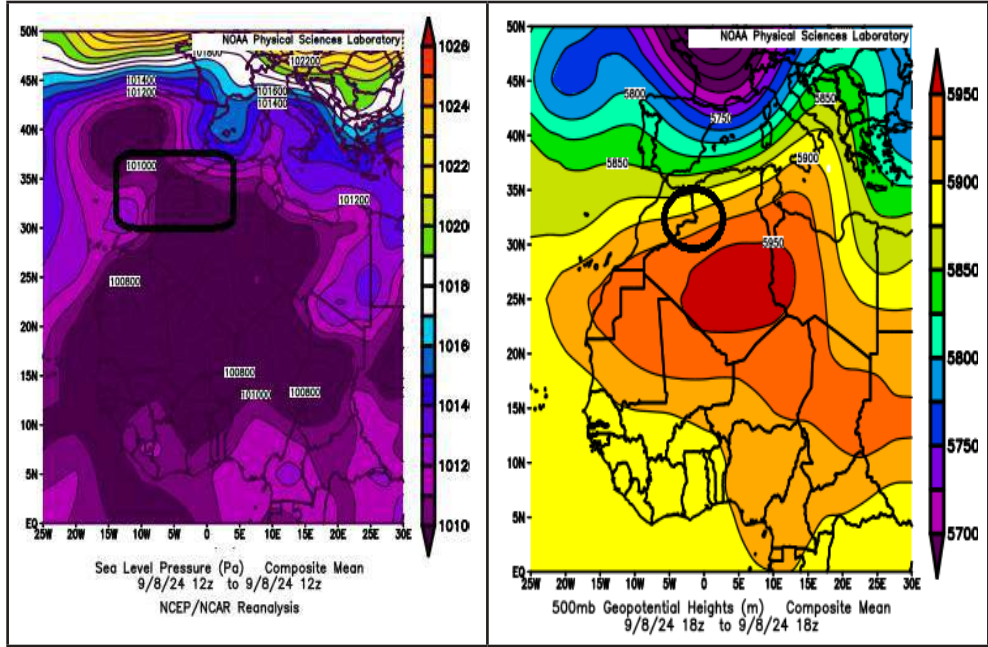 NOAA Physical Sciences Laboratory
50N
45N
40N
35N
30N
25N
20N
15N
10N
5N
EQ
25W 20W 15W 10W 5W 0 5E 10E 15E 20E 25E 30E
101800
102200
101400
101200
101600
101400
101000
101200
100800
100800
101000
100800
1026
1024
1022
1020
1018
1016
1014
1012
1010
Sea Level Pressure (Pa) Composite Mean
9/8/24 12z to 9/8/24 12z
NCEP/NCAR Reanalysis
NOAA Physical Sciences Laboratory
50N
45N
40N
35N
30N
25N
20N
15N
10N
5N
EQ
25W 20W 15W 10W 5W 0 5E 10E 15E 20E 25E 30E
5800
5850
5750
5850
5900
5950
5950
5900
5850
5800
5750
5700
500mb Geopotential Heights (m) Composite Mean
9/8/24 18z to 9/8/24 18z